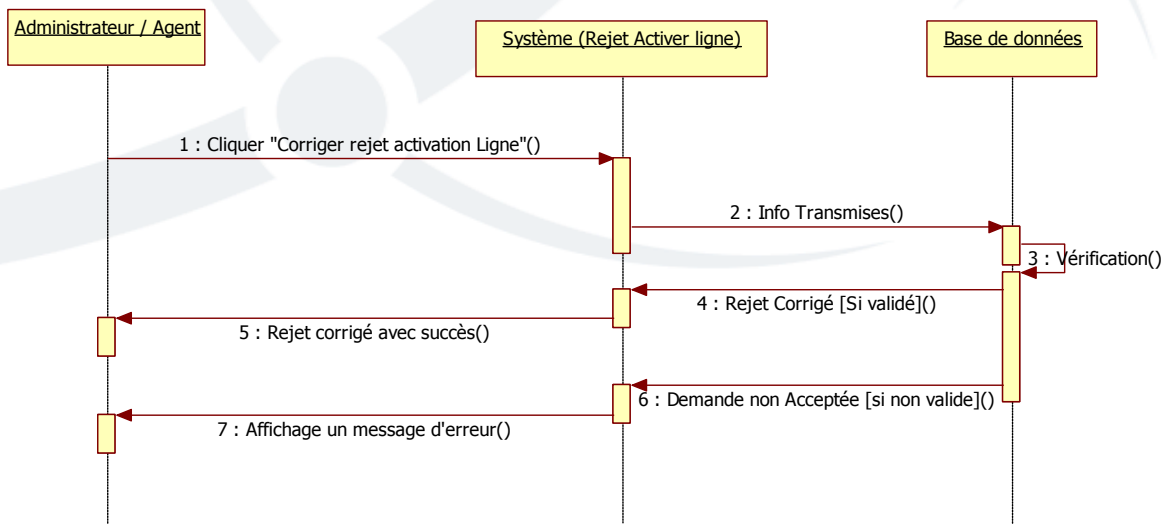 Administrateur / Agent
Système (Rejet Activer ligne)
Base de données
1 : Cliquer "Corriger rejet activation Ligne"()
2 : Info Transmises()
3 : Vérification()
4 : Rejet Corrigé [Si validé]()
5 : Rejet corrigé avec succès()
6 : Demande non Acceptée [si non valide]()
7 : Affichage un message d'erreur()